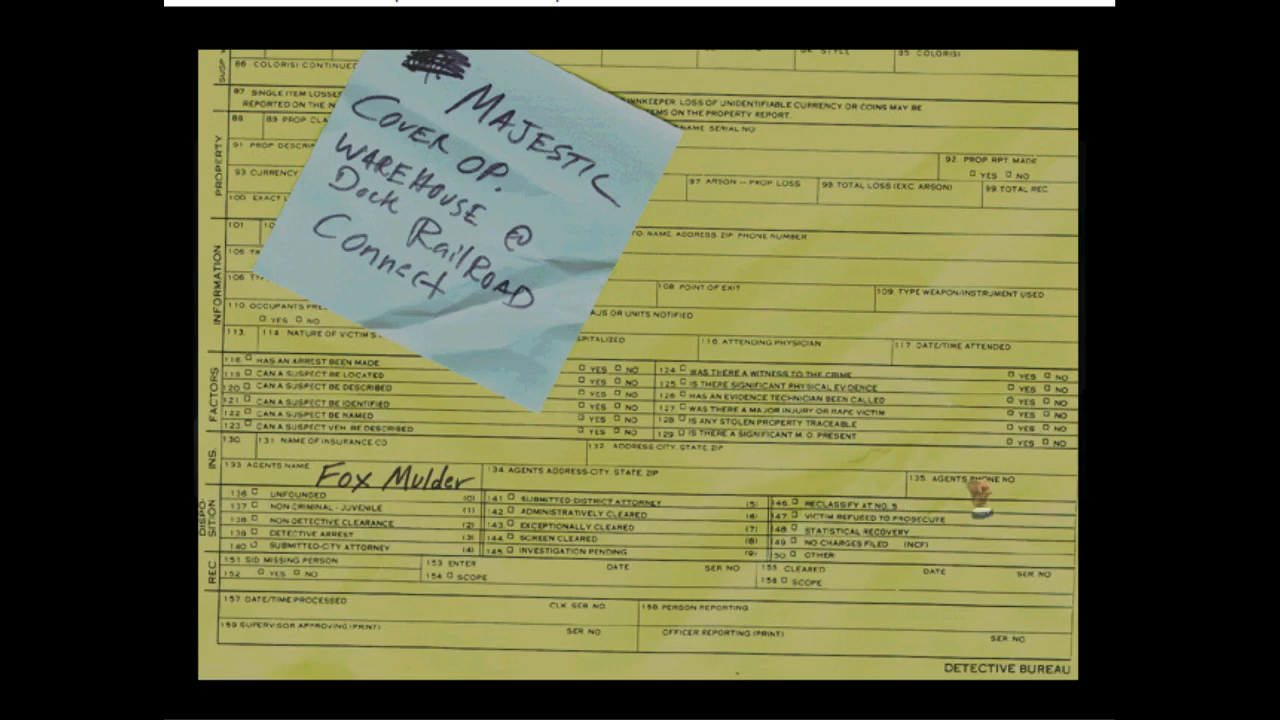 86 COLOR(S) CONTINUED
95 COLOR(S)
87 SINGLE ITEM LOSSES
REPORTED ON THE
INNKEEPER LOSS OF UNIDENTIFIABLE CURRENCY OR COINS MAY BE
ITEMS ON THE PROPERTY REPORT.
MAJESTIC
COVER OP.
WAREHOUSE @
Dock RailROAD
Connect
PROPERTY
88
89 PROP CLA
NAME SERIAL NO
91 PROP DESCRIP
92 PROP RPT MADE
YES NO
93 CURRENCY
97 ARSON — PROP LOSS
98 TOTAL LOSS (EXC. ARSON)
99 TOTAL REC
100 EXACT
INFORMATION
101
NAME ADDRESS ZIP PHONE NUMBER
105
106
108 POINT OF EXIT
109 TYPE WEAPON/INSTRUMENT USED
110 OCCUPANTS PRE
YES NO
OR UNITS NOTIFIED
113.
114 NATURE OF VICTIM'S
116 ATTENDING PHYSICIAN
117 DATE/TIME ATTENDED
FACTORS
118 HAS AN ARREST BEEN MADE YES NO
119 CAN A SUSPECT BE LOCATED YES NO
120 CAN A SUSPECT BE DESCRIBED YES NO
121 CAN A SUSPECT BE IDENTIFIED YES NO
122 CAN A SUSPECT BE NAMED YES NO
123 CAN A SUSPECT VEH BE DESCRIBED YES NO
124 WAS THERE A WITNESS TO THE CRIME YES NO
125 IS THERE SIGNIFICANT PHYSICAL EVIDENCE YES NO
126 HAS AN EVIDENCE TECHNICIAN BEEN CALLED YES NO
127 WAS THERE A MAJOR INJURY OR RAPE VICTIM YES NO
128 IS ANY STOLEN PROPERTY TRACEABLE YES NO
129 IS THERE A SIGNIFICANT M.O. PRESENT YES NO
INS.
130
131 NAME OF INSURANCE CO
132 ADDRESS-CITY, STATE, ZIP
133 AGENTS NAME Fox Mulder
134 AGENTS ADDRESS-CITY, STATE, ZIP
135 AGENTS PHONE NO
DISPO-
SITION
136 UNFOUNDED (0)
137 NON-CRIMINAL - JUVENILE (1)
138 NON-DETECTIVE CLEARANCE (2)
139 DETECTIVE ARREST (3)
140 SUBMITTED-CITY ATTORNEY (4)
141 SUBMITTED-DISTRICT ATTORNEY (5)
142 ADMINISTRATIVELY CLEARED (6)
143 EXCEPTIONALLY CLEARED (7)
144 SCREEN CLEARED (8)
145 INVESTIGATION PENDING (9)
146 RECLASSIFY AT NO. 5
147 VICTIM REFUSED TO PROSECUTE
148 STATISTICAL RECOVERY
149 NO CHARGES FILED (NCF)
150 OTHER:
REC
151 SID MISSING PERSON
152 YES NO
153 ENTER DATE SER NO
154 SCOPE
155 CLEARED DATE SER NO
156 SCOPE
157 DATE/TIME PROCESSED CLK SER NO
158 PERSON REPORTING
159 SUPERVISOR APPROVING (PRINT) SER NO
OFFICER REPORTING (PRINT) SER NO.
DETECTIVE BUREAU